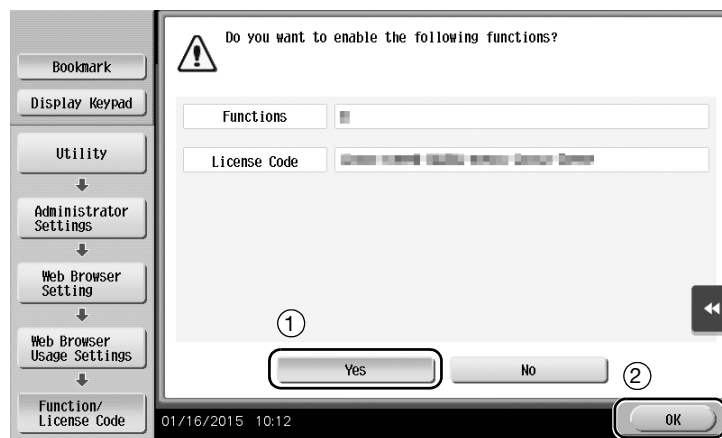 Do you want to enable the following functions?
Bookmark
Display Keypad
Utility
Administrator
Settings
Web Browser
Setting
Web Browser
Usage Settings
Function/
License Code
Functions
License Code
1
Yes
No
2
01/16/2015 10:12
OK